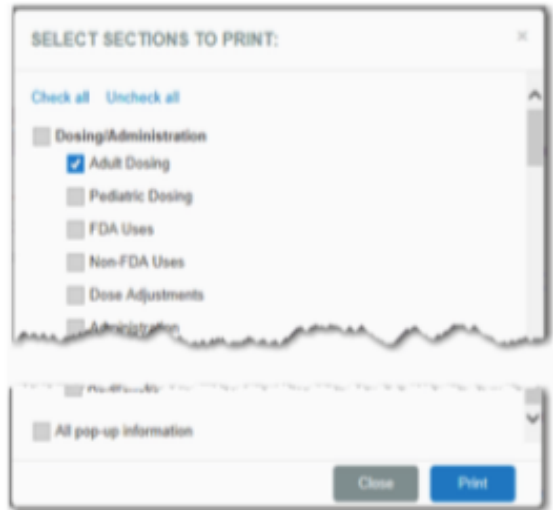 SELECT SECTIONS TO PRINT:
×
Check all Uncheck all
Dosing/Administration
Adult Dosing
Pediatric Dosing
FDA Uses
Non-FDA Uses
Dose Adjustments
Administration
References
All pop-up information
Close Print